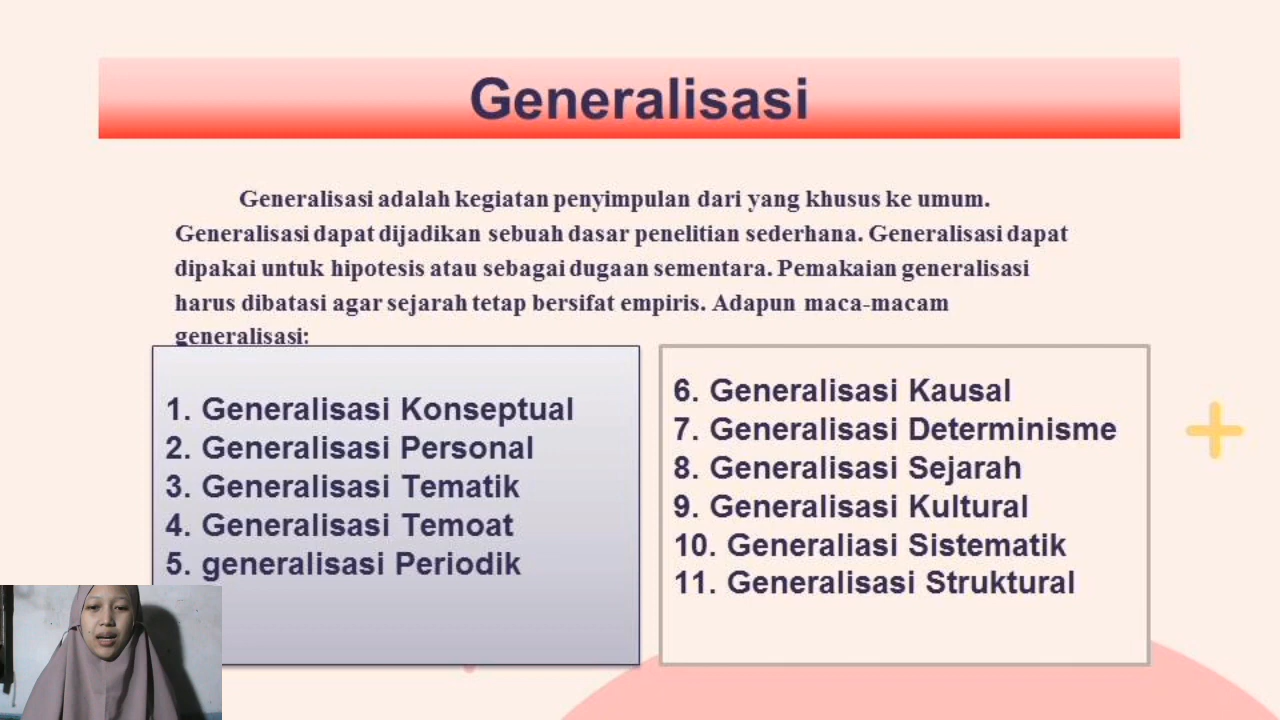 Generalisasi
Generalisasi adalah kegiatan penyimpulan dari yang khusus ke umum.
Generalisasi dapat dijadikan sebuah dasar penelitian sederhana. Generalisasi dapat
dipakai untuk hipotesis atau sebagai dugaan sementara. Pemakaian generalisasi
harus dibatasi agar sejarah tetap bersifat empiris. Adapun maca-macam
generalisasi:
1. Generalisasi Konseptual
2. Generalisasi Personal
3. Generalisasi Tematik
4. Generalisasi Temoat
5. generalisasi Periodik
6. Generalisasi Kausal
7. Generalisasi Determinisme
8. Generalisasi Sejarah
9. Generalisasi Kultural
10. Generaliasi Sistematik
11. Generalisasi Struktural